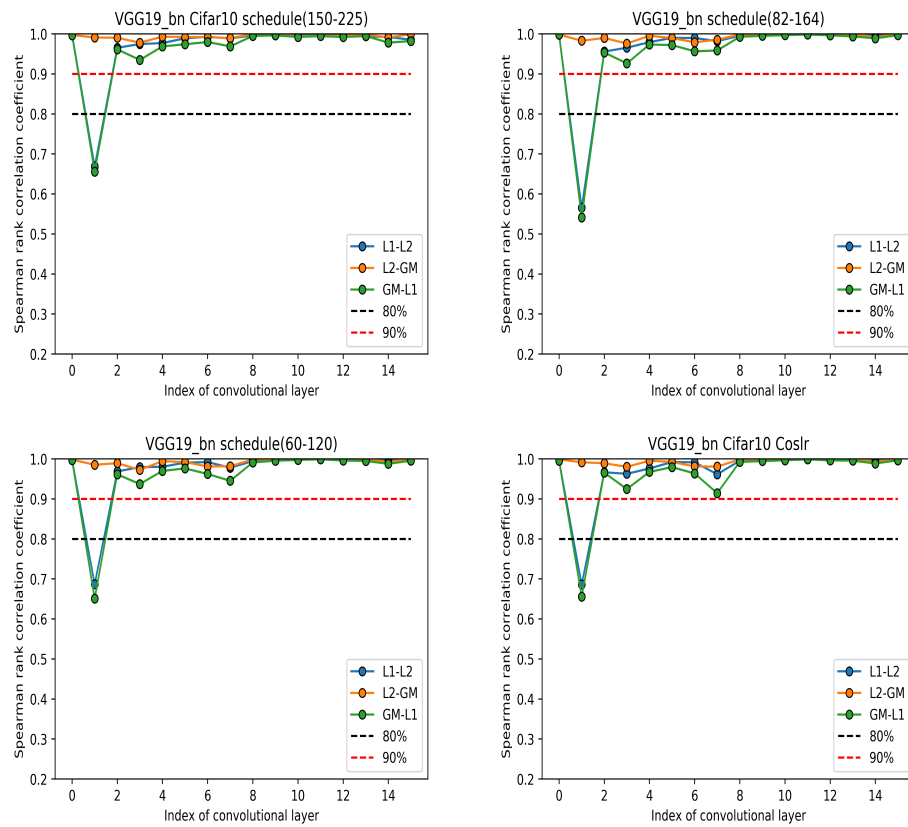 VGG19_bn Cifar10 schedule(150-225)
Spearman rank correlation coefficient
1.0
0.9
0.8
0.7
0.6
0.5
0.4
0.3
0.2
L1-L2
L2-GM
GM-L1
80%
90%
0 2 4 6 8 10 12 14
Index of convolutional layer
VGG19_bn schedule(82-164)
Spearman rank correlation coefficient
1.0
0.9
0.8
0.7
0.6
0.5
0.4
0.3
0.2
L1-L2
L2-GM
GM-L1
80%
90%
0 2 4 6 8 10 12 14
Index of convolutional layer
VGG19_bn schedule(60-120)
Spearman rank correlation coefficient
1.0
0.9
0.8
0.7
0.6
0.5
0.4
0.3
0.2
L1-L2
L2-GM
GM-L1
80%
90%
0 2 4 6 8 10 12 14
Index of convolutional layer
VGG19_bn Cifar10 Coslr
Spearman rank correlation coefficient
1.0
0.9
0.8
0.7
0.6
0.5
0.4
0.3
0.2
L1-L2
L2-GM
GM-L1
80%
90%
0 2 4 6 8 10 12 14
Index of convolutional layer